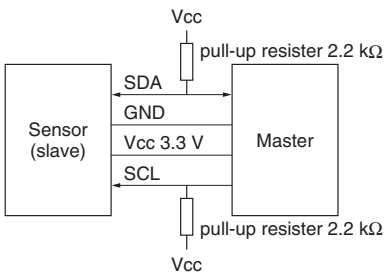 Vcc
pull-up resister 2.2 kΩ
SDA
GND
Sensor
(slave)
Vcc 3.3 V
Master
SCL
pull-up resister 2.2 kΩ
Vcc